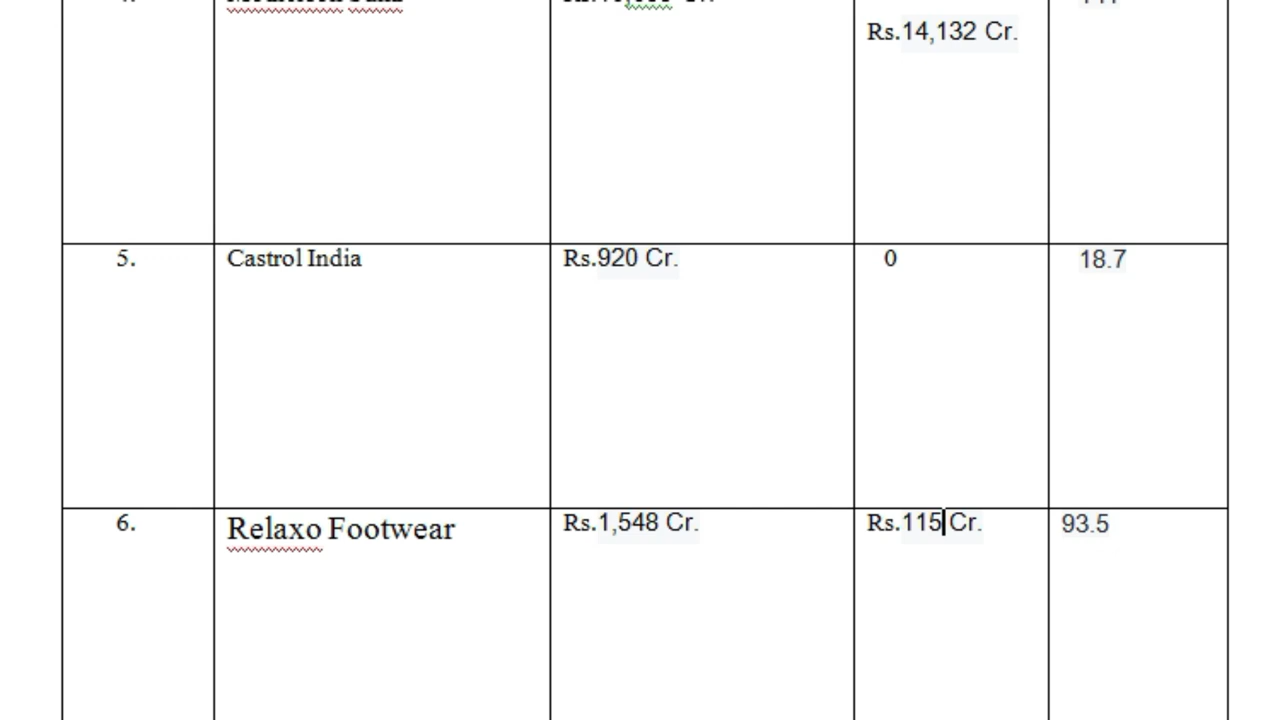 Rs.14,132 Cr.
5. Castrol India Rs.920 Cr. 0 18.7
6. Relaxo Footwear Rs.1,548 Cr. Rs.115 Cr. 93.5